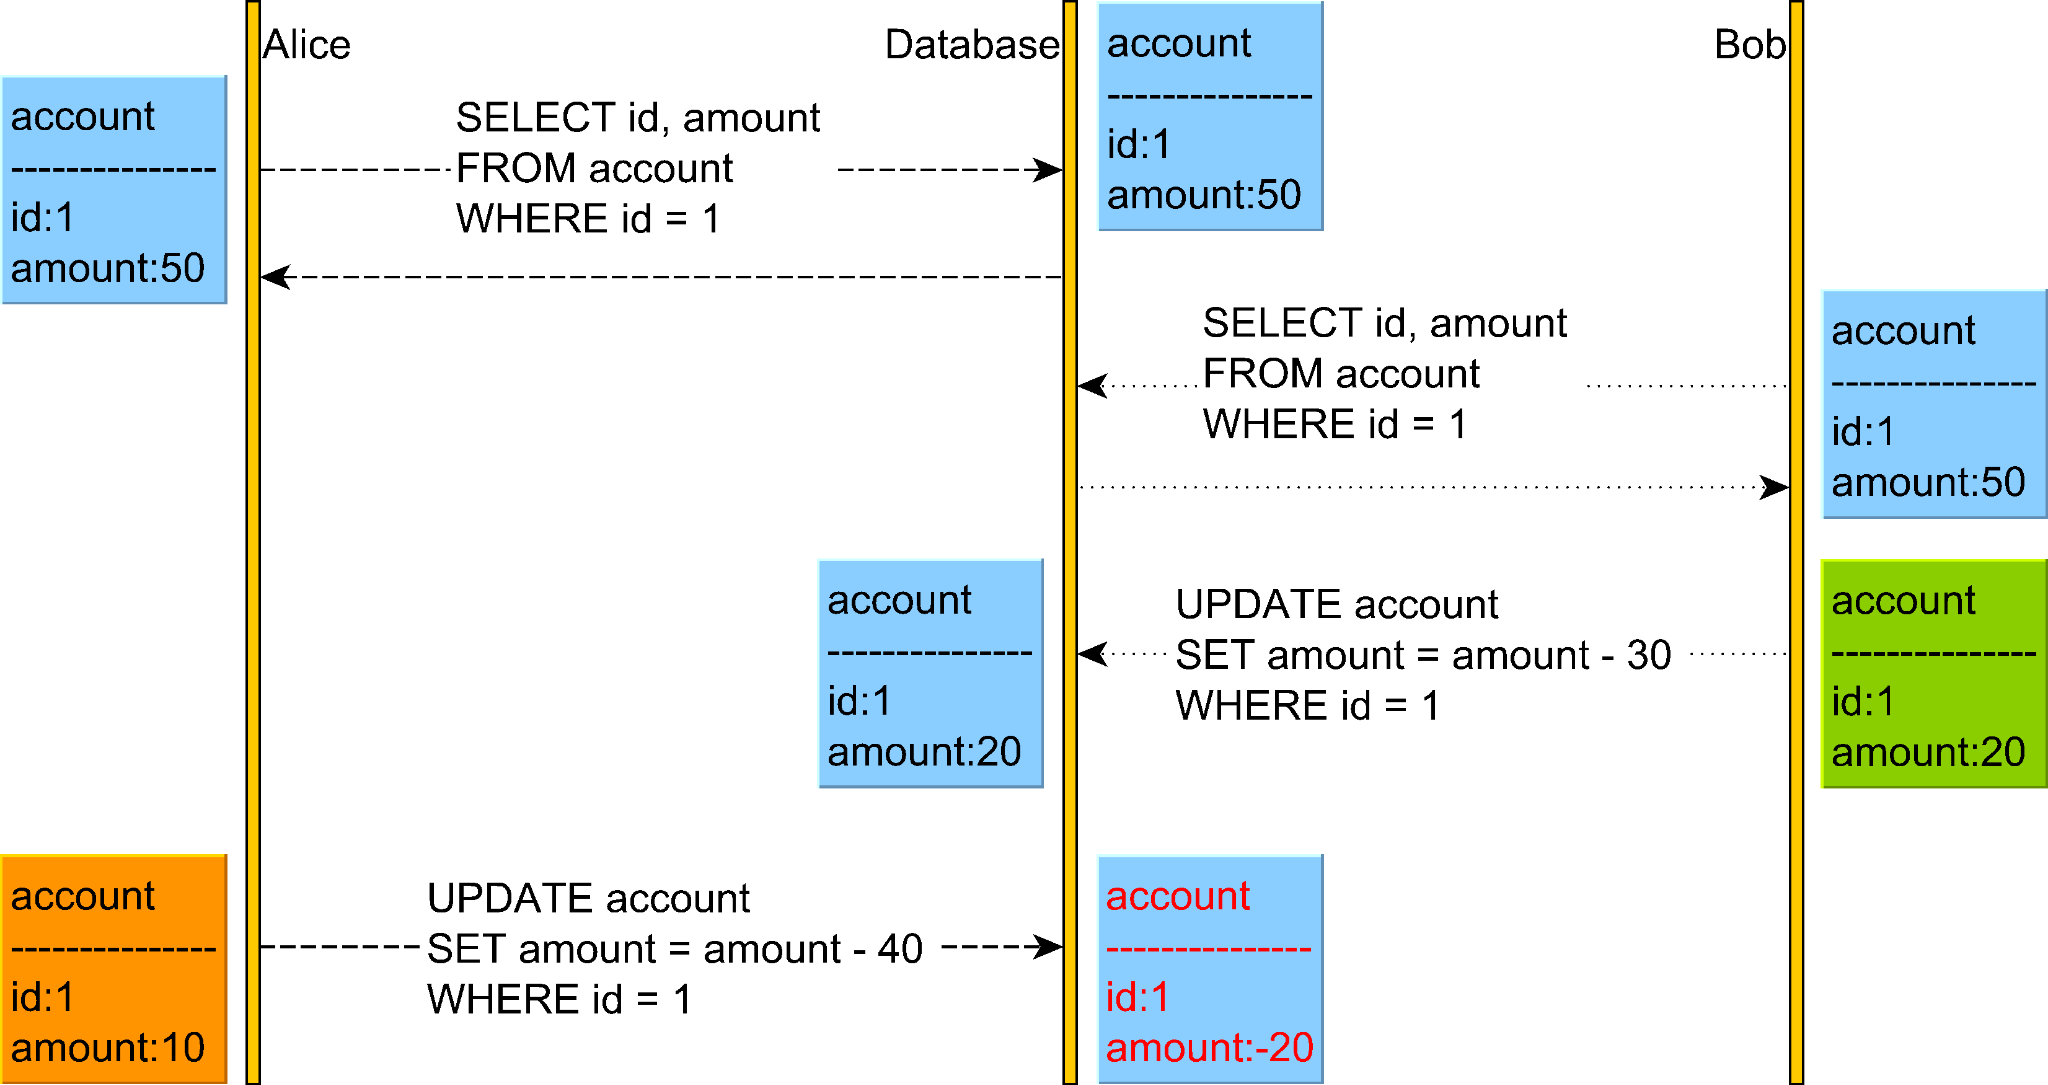 Alice
Database
Bob
account
---------------
id:1
amount:50
account
---------------
id:1
amount:50
SELECT id, amount
FROM account
WHERE id = 1
SELECT id, amount
FROM account
WHERE id = 1
account
---------------
id:1
amount:50
account
---------------
id:1
amount:20
UPDATE account
SET amount = amount - 30
WHERE id = 1
account
---------------
id:1
amount:20
account
---------------
id:1
amount:10
UPDATE account
SET amount = amount - 40
WHERE id = 1
account
---------------
id:1
amount:-20